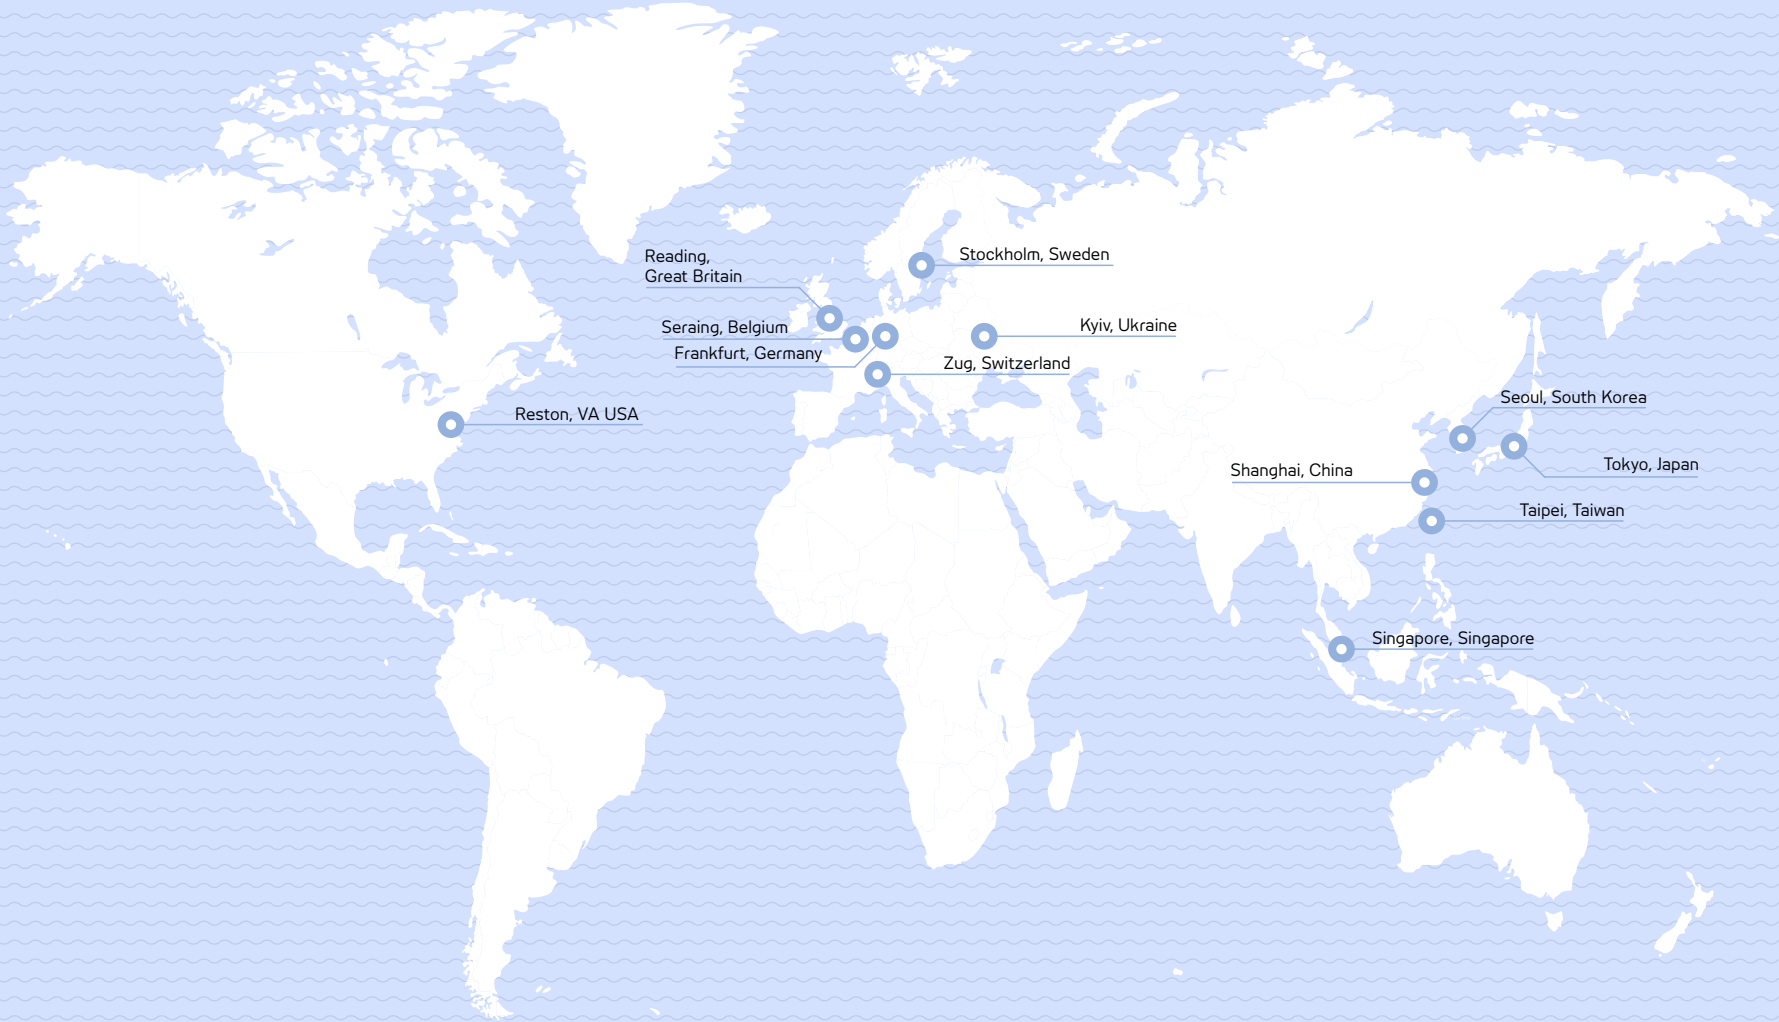 Reading,
Great Britain
Stockholm, Sweden
Seraing, Belgium
Kyiv, Ukraine
Frankfurt, Germany
Zug, Switzerland
Reston, VA USA
Seoul, South Korea
Tokyo, Japan
Shanghai, China
Taipei, Taiwan
Singapore, Singapore